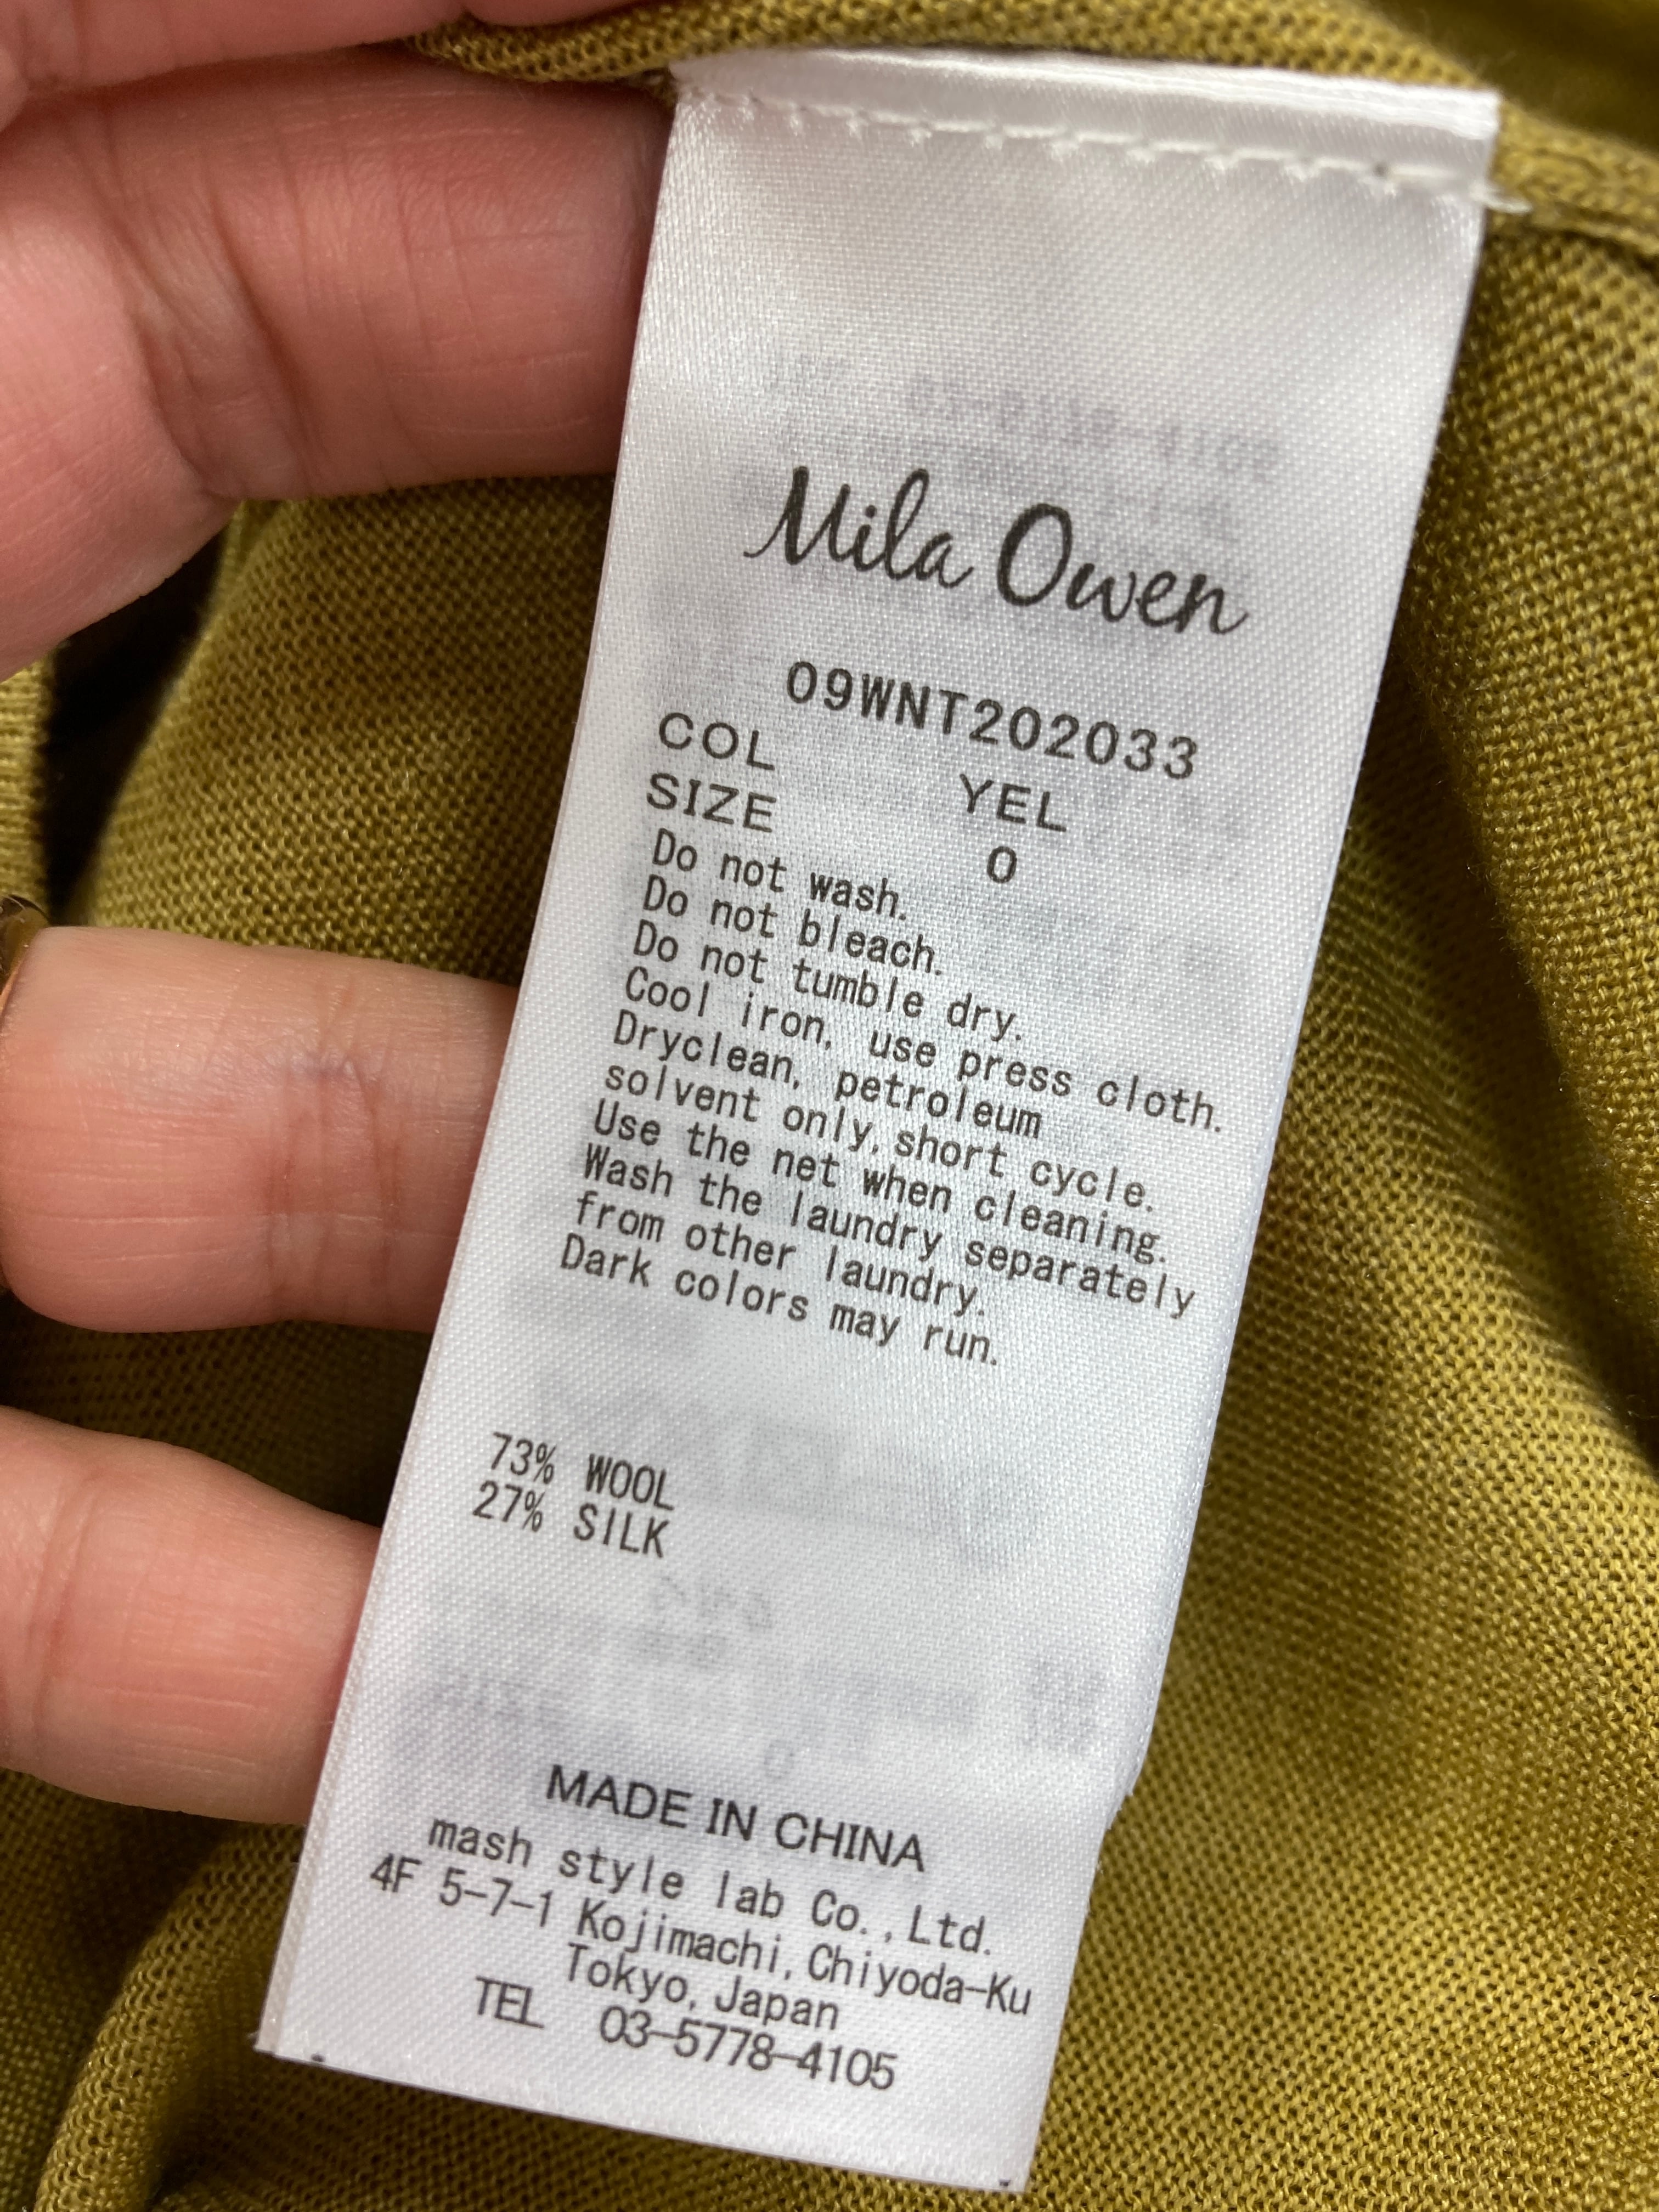 Mila Owen
09WNT202033
COL YEL
SIZE 0
Do not wash.
Do not bleach.
Do not tumble dry.
Cool iron, use press cloth.
Dryclean, petroleum
solvent only, short cycle.
Use the net when cleaning.
Wash the laundry separately
from other laundry.
Dark colors may run.
73% WOOL
27% SILK
MADE IN CHINA
mash style lab Co., Ltd.
4F 5-7-1 Kojimachi, Chiyoda-Ku
Tokyo, Japan
TEL 03-5778-4105